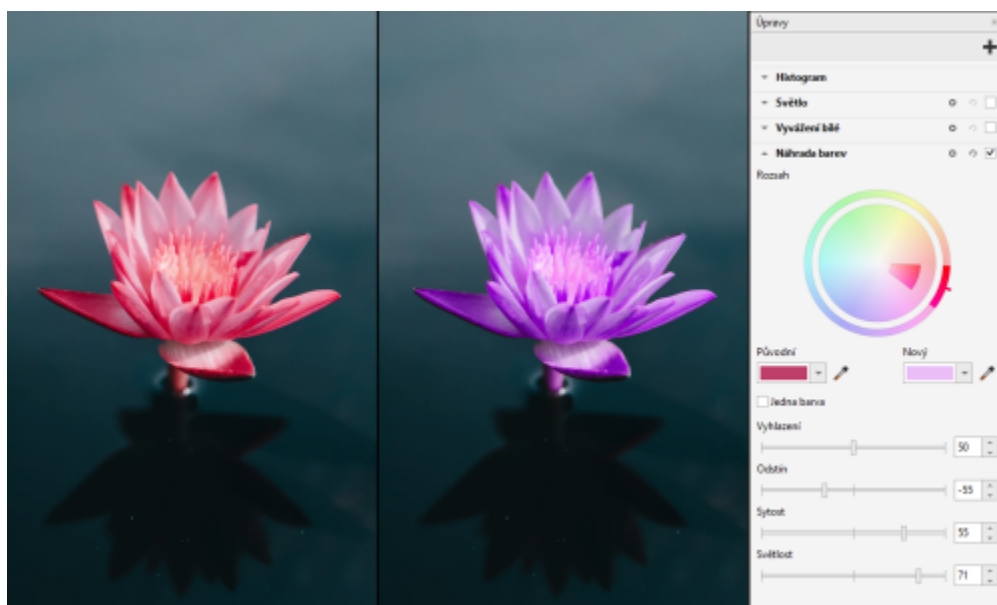 Úpravy
Histogram
Světlo
Vyvážení bílé
Náhrada barev
Rozsah
Původní
Nový
Jedna barva
Vyhlazení
50
Odstín
-55
Sytost
55
Světlost
71